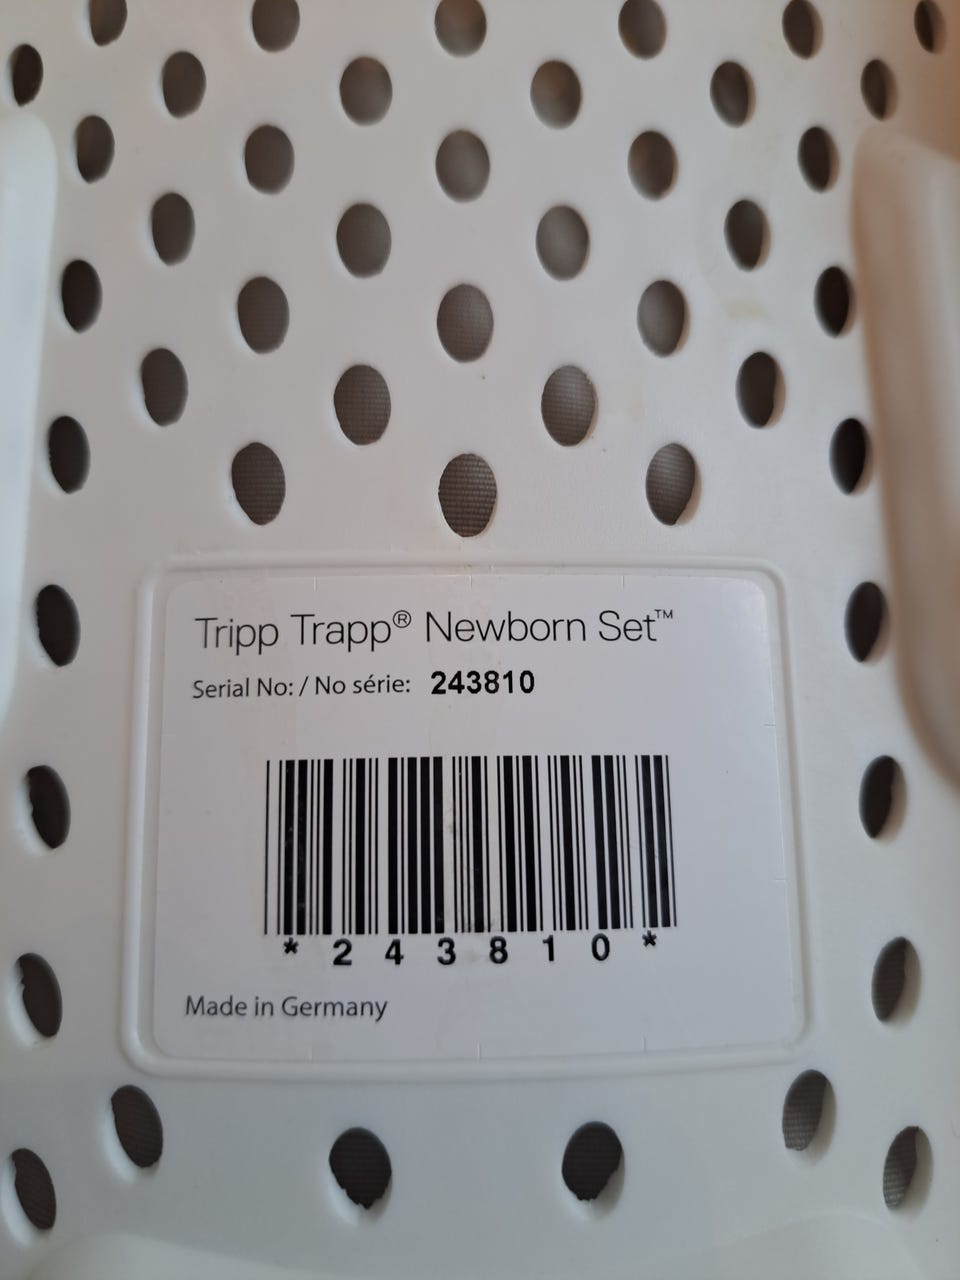 Tripp Trapp® Newborn Set™
Serial No: / No série: 243810
*243810*
Made in Germany